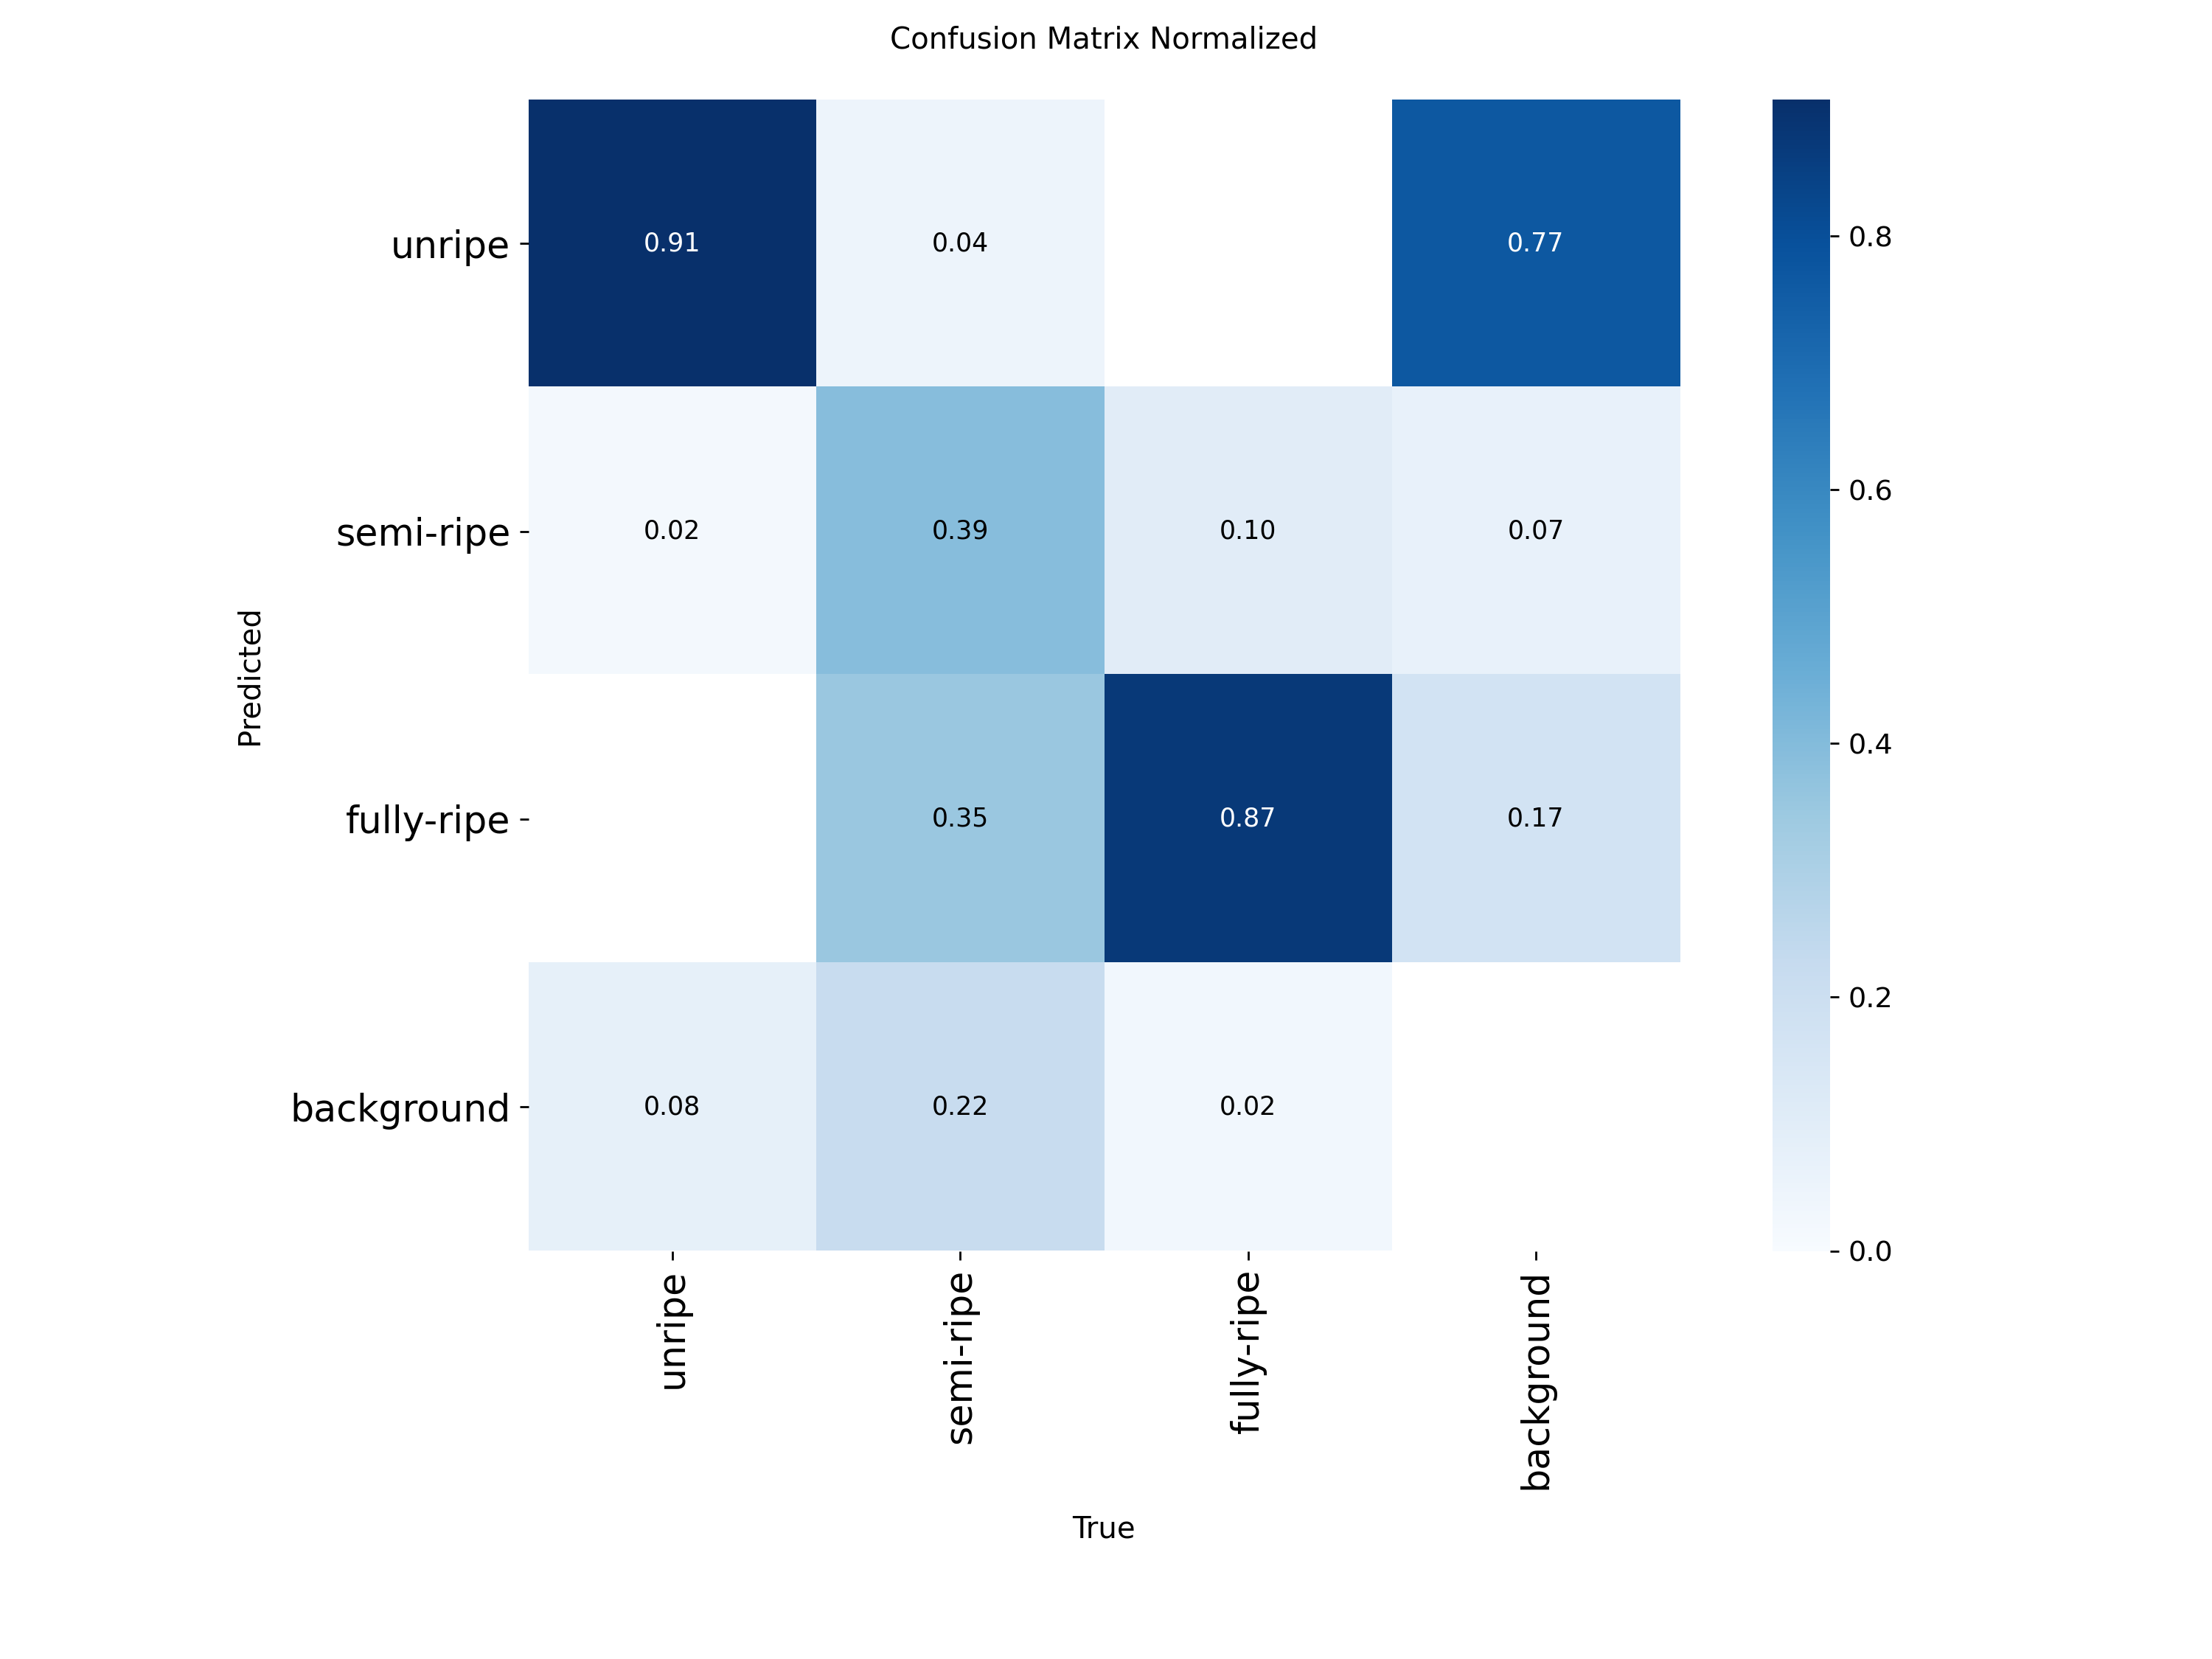 Confusion Matrix Normalized
unripe
0.91
0.04
0.77
0.8
semi-ripe
0.02
0.39
0.10
0.07
0.6
Predicted
0.4
fully-ripe
0.35
0.87
0.17
0.2
background
0.08
0.22
0.02
0.0
unripe
semi-ripe
fully-ripe
background
True